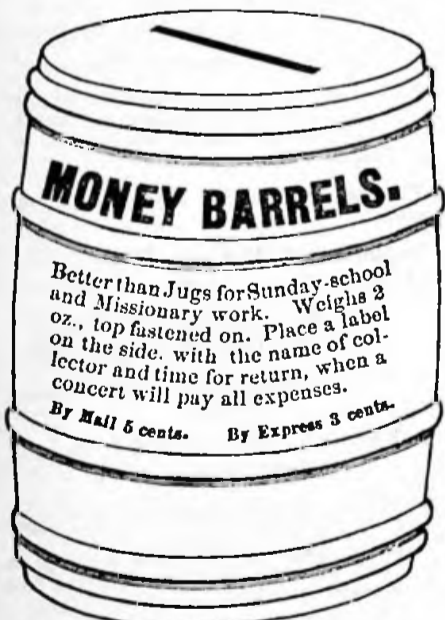 MONEY BARRELS.
Better than Jugs for Sunday-school
and Missionary work. Weighs 2
oz., top fastened on. Place a label
on the side. with the name of col-
lector and time for return, when a
concert will pay all expenses.
By Mail 5 cents. By Express 3 cents.